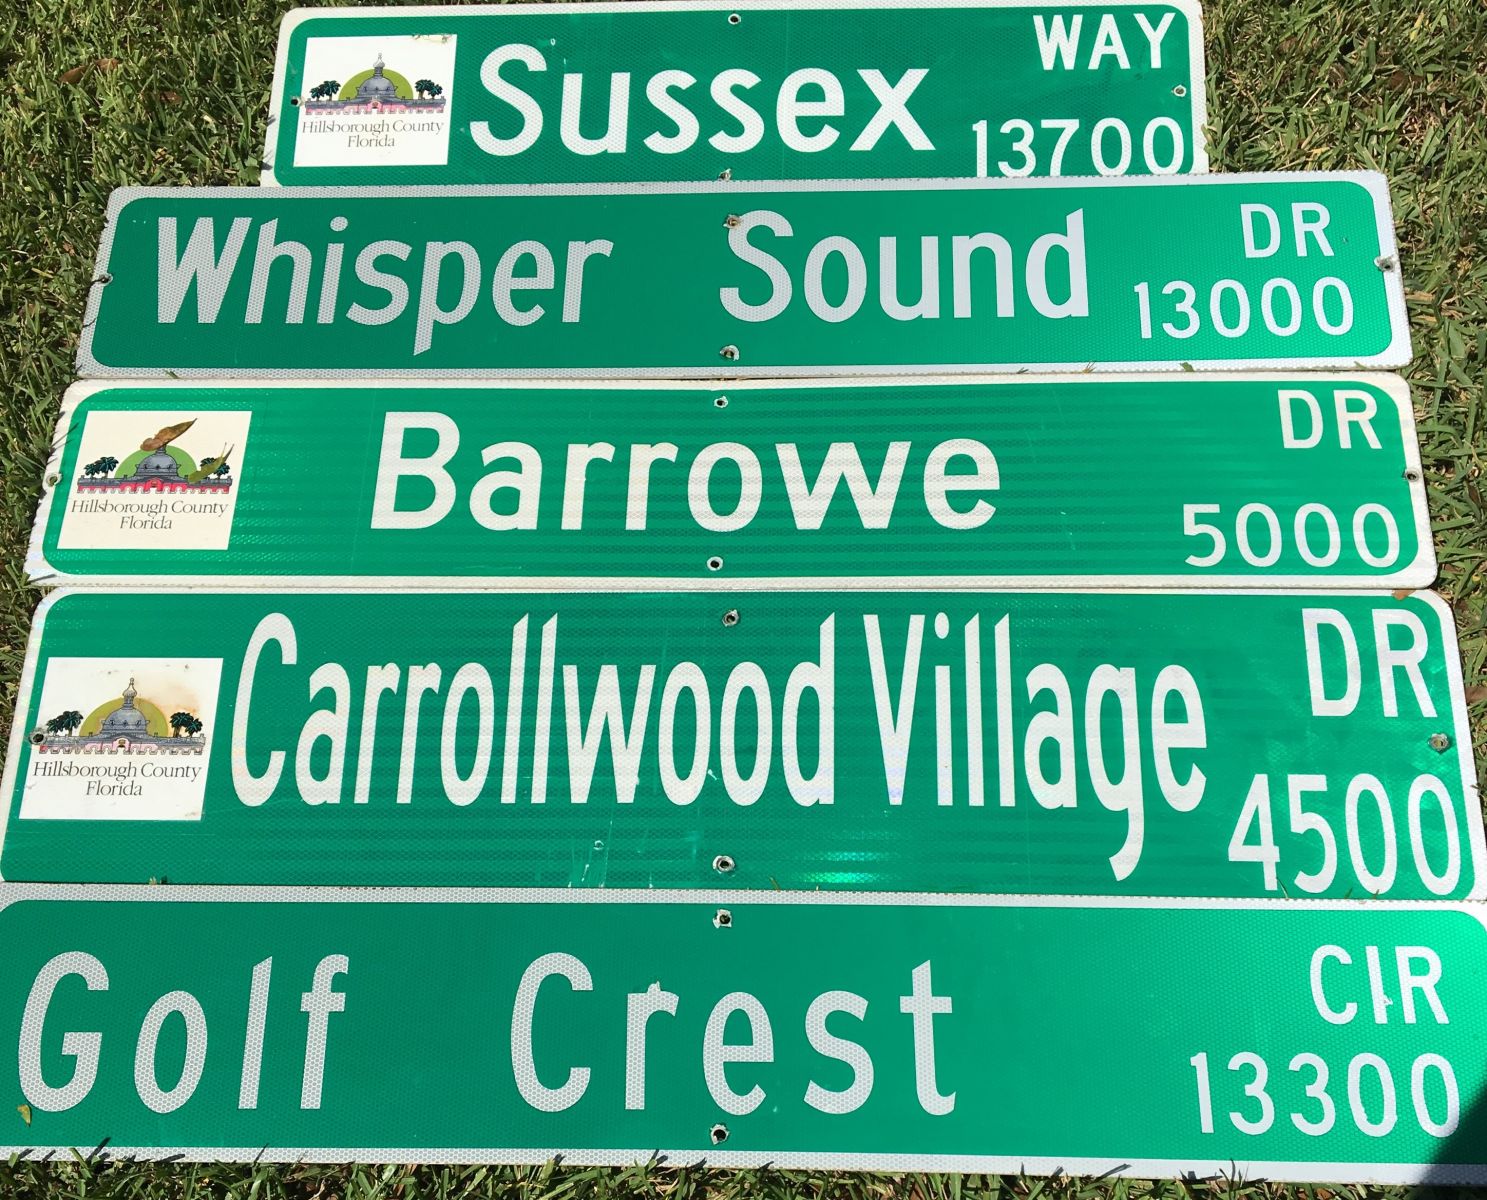 Hillsborough County
Florida
Sussex WAY
13700
Whisper Sound DR
13000
Hillsborough County
Florida
Barrowe DR
5000
Hillsborough County
Florida
Carrollwood Village DR
4500
Golf Crest CIR
13300